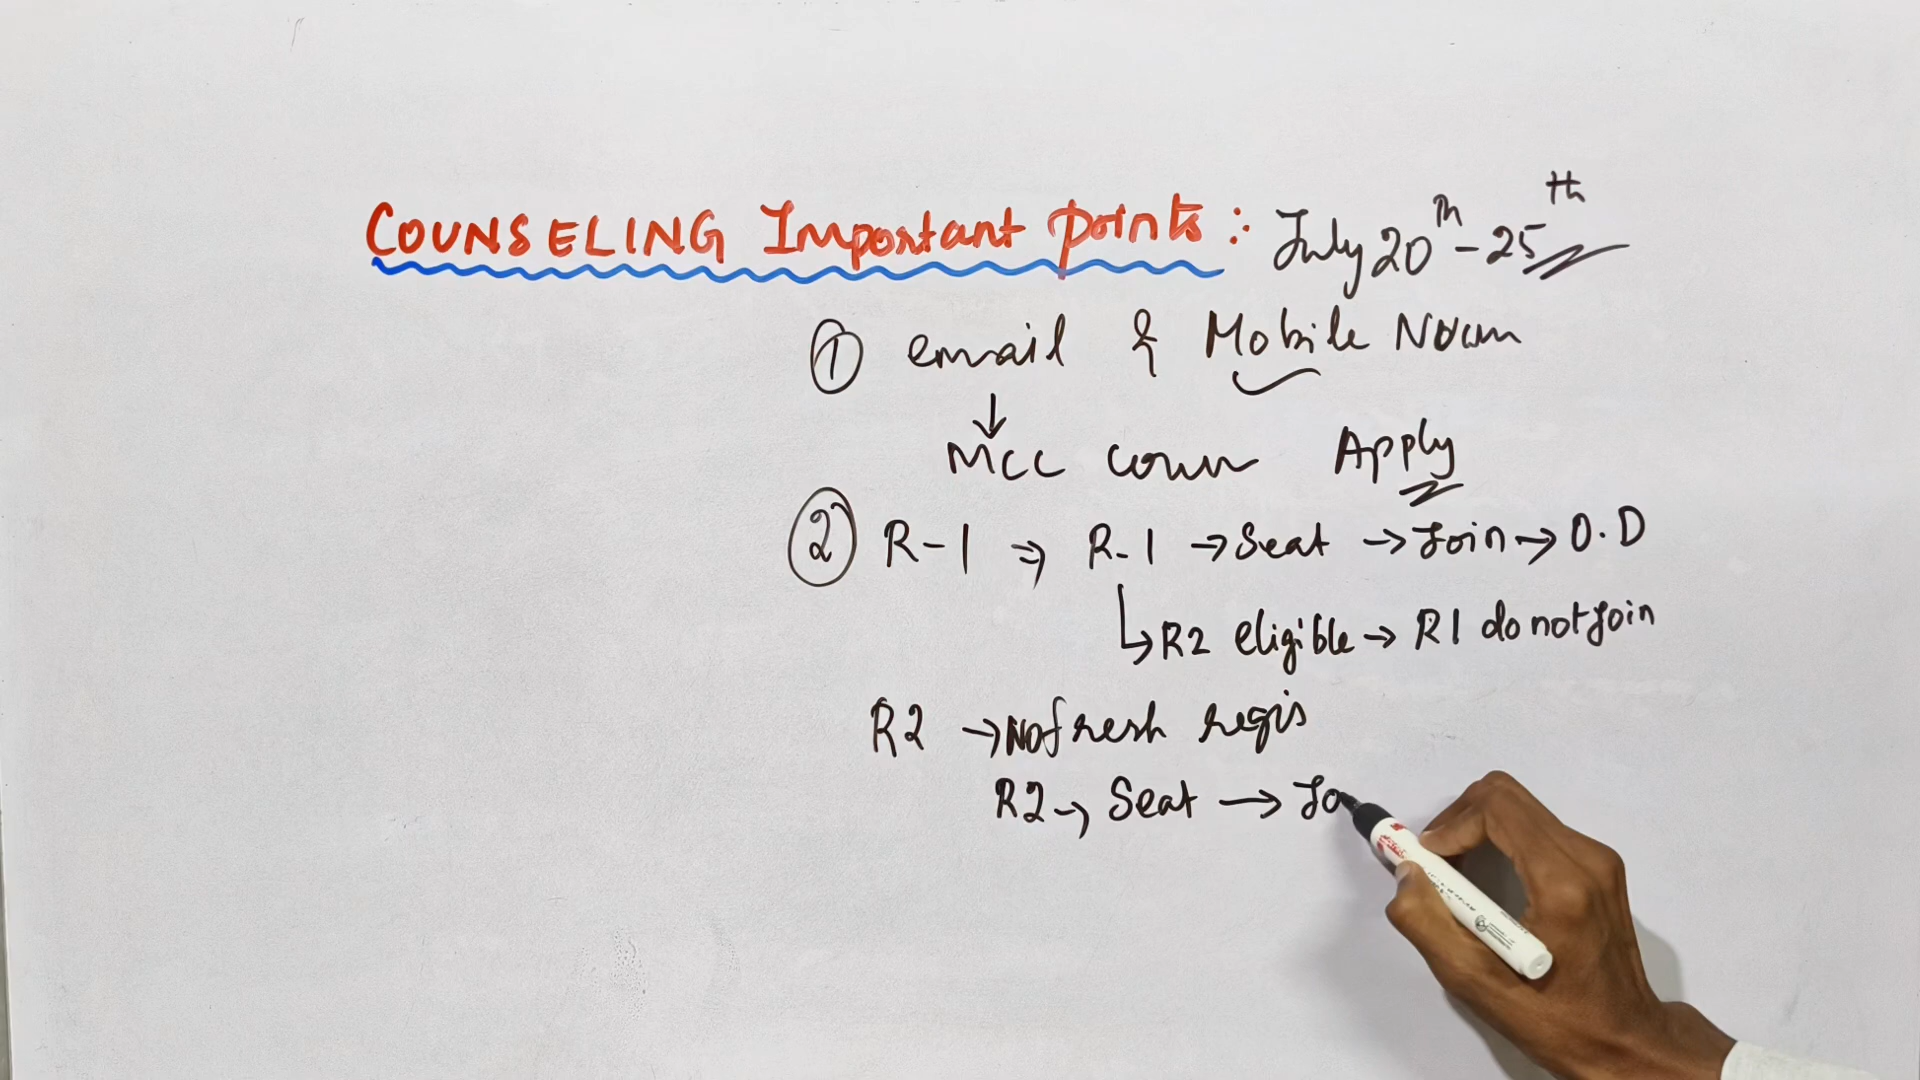 COUNSELING Important points : July 20th - 25th
① email & Mobile Num
↓
MCC Coun Apply
② R-1 ⇒ R-1 → Seat → Join → O.D
↳ R2 eligible → R1 do not join
R2 → No fresh regis
R2 → Seat → Jo